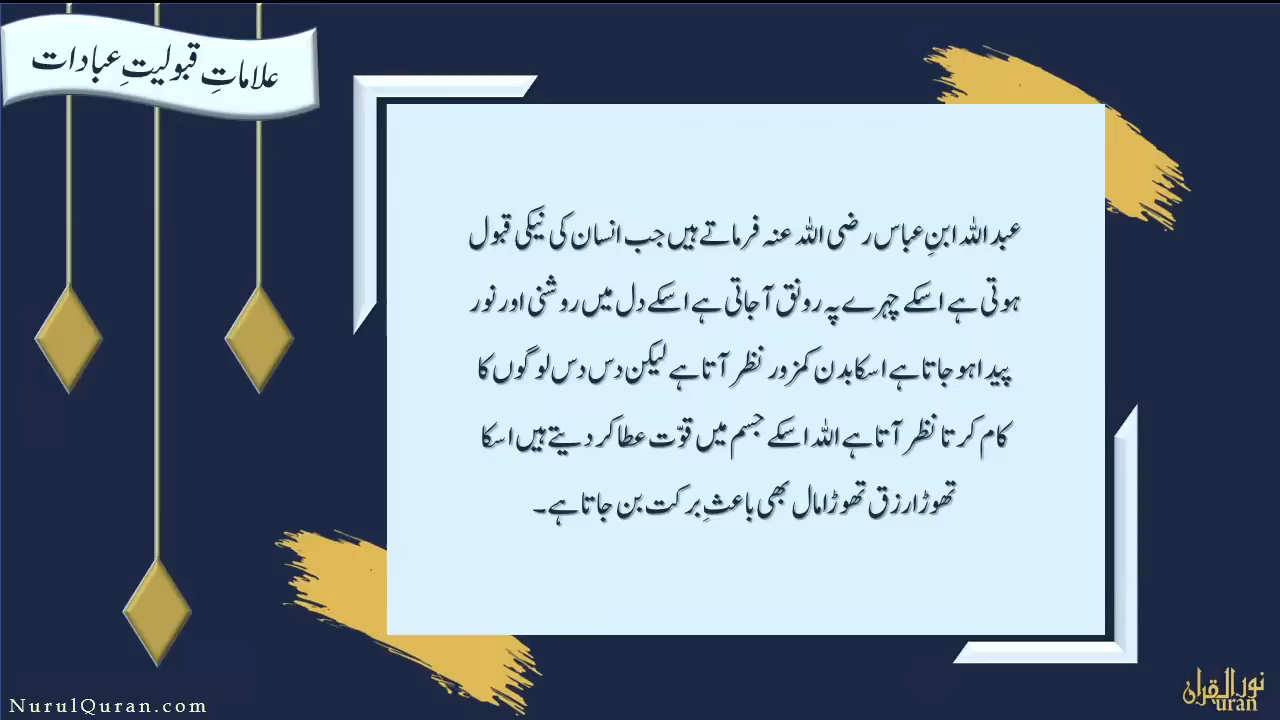 علاماتِ قبولیتِ عبادات
عبد اللہ ابنِ عباس رضی اللہ عنہ فرماتے ہیں جب انسان کی نیکی قبول
ہوتی ہے اسکے چہرے پہ رونق آجاتی ہے اسکے دل میں روشنی اور نور
پیدا ہو جاتا ہے اسکا بدن کمزور نظر آتا ہے لیکن دس دس لوگوں کا
کام کرتا نظر آتا ہے اللہ اسکے جسم میں قوّت عطا کر دیتے ہیں اسکا
تھوڑا رزق تھوڑا مال بھی باعثِ برکت بن جاتا ہے۔
NurulQuran.com
نور القرآن
uran